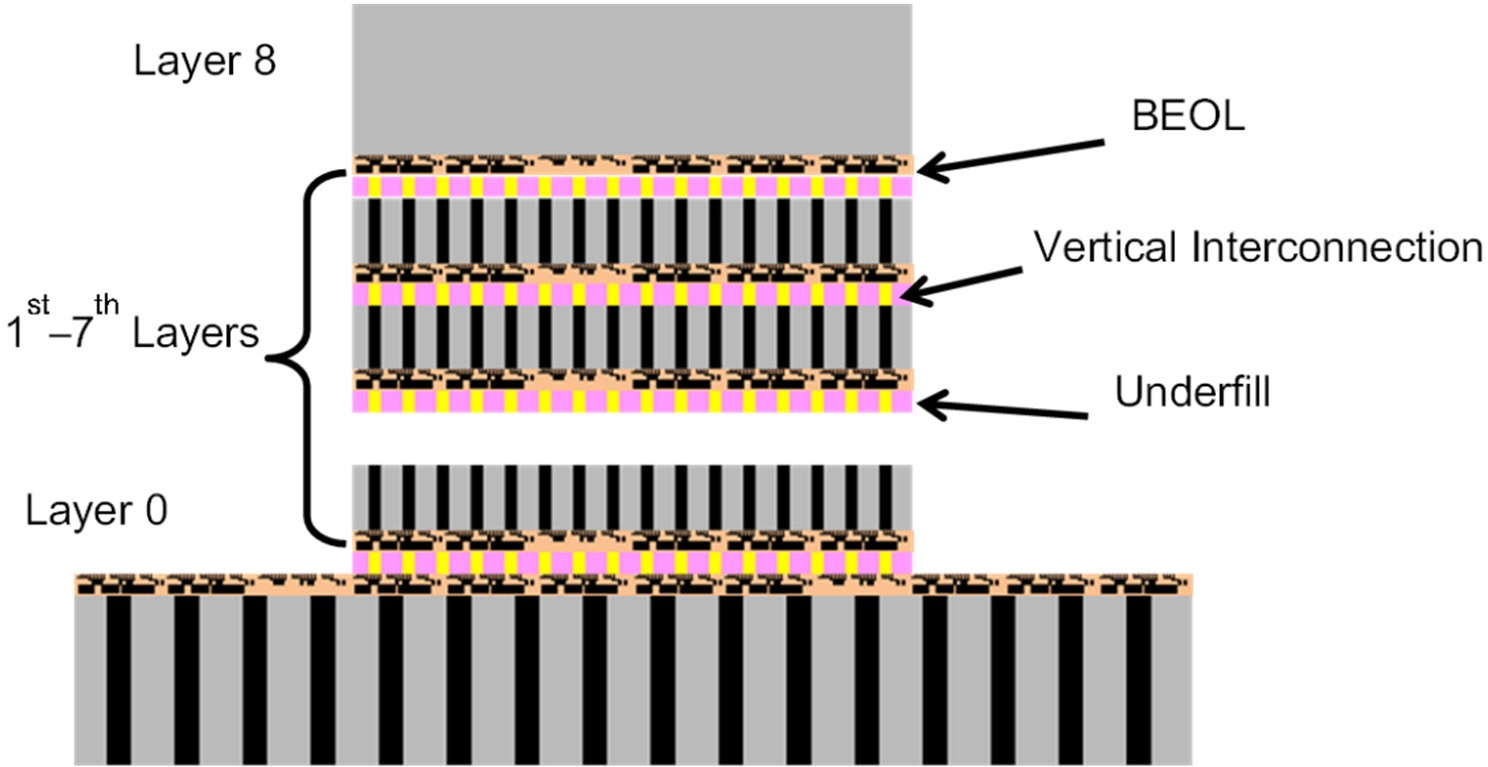 Layer 8
BEOL
Vertical Interconnection
1st–7th Layers
Underfill
Layer 0